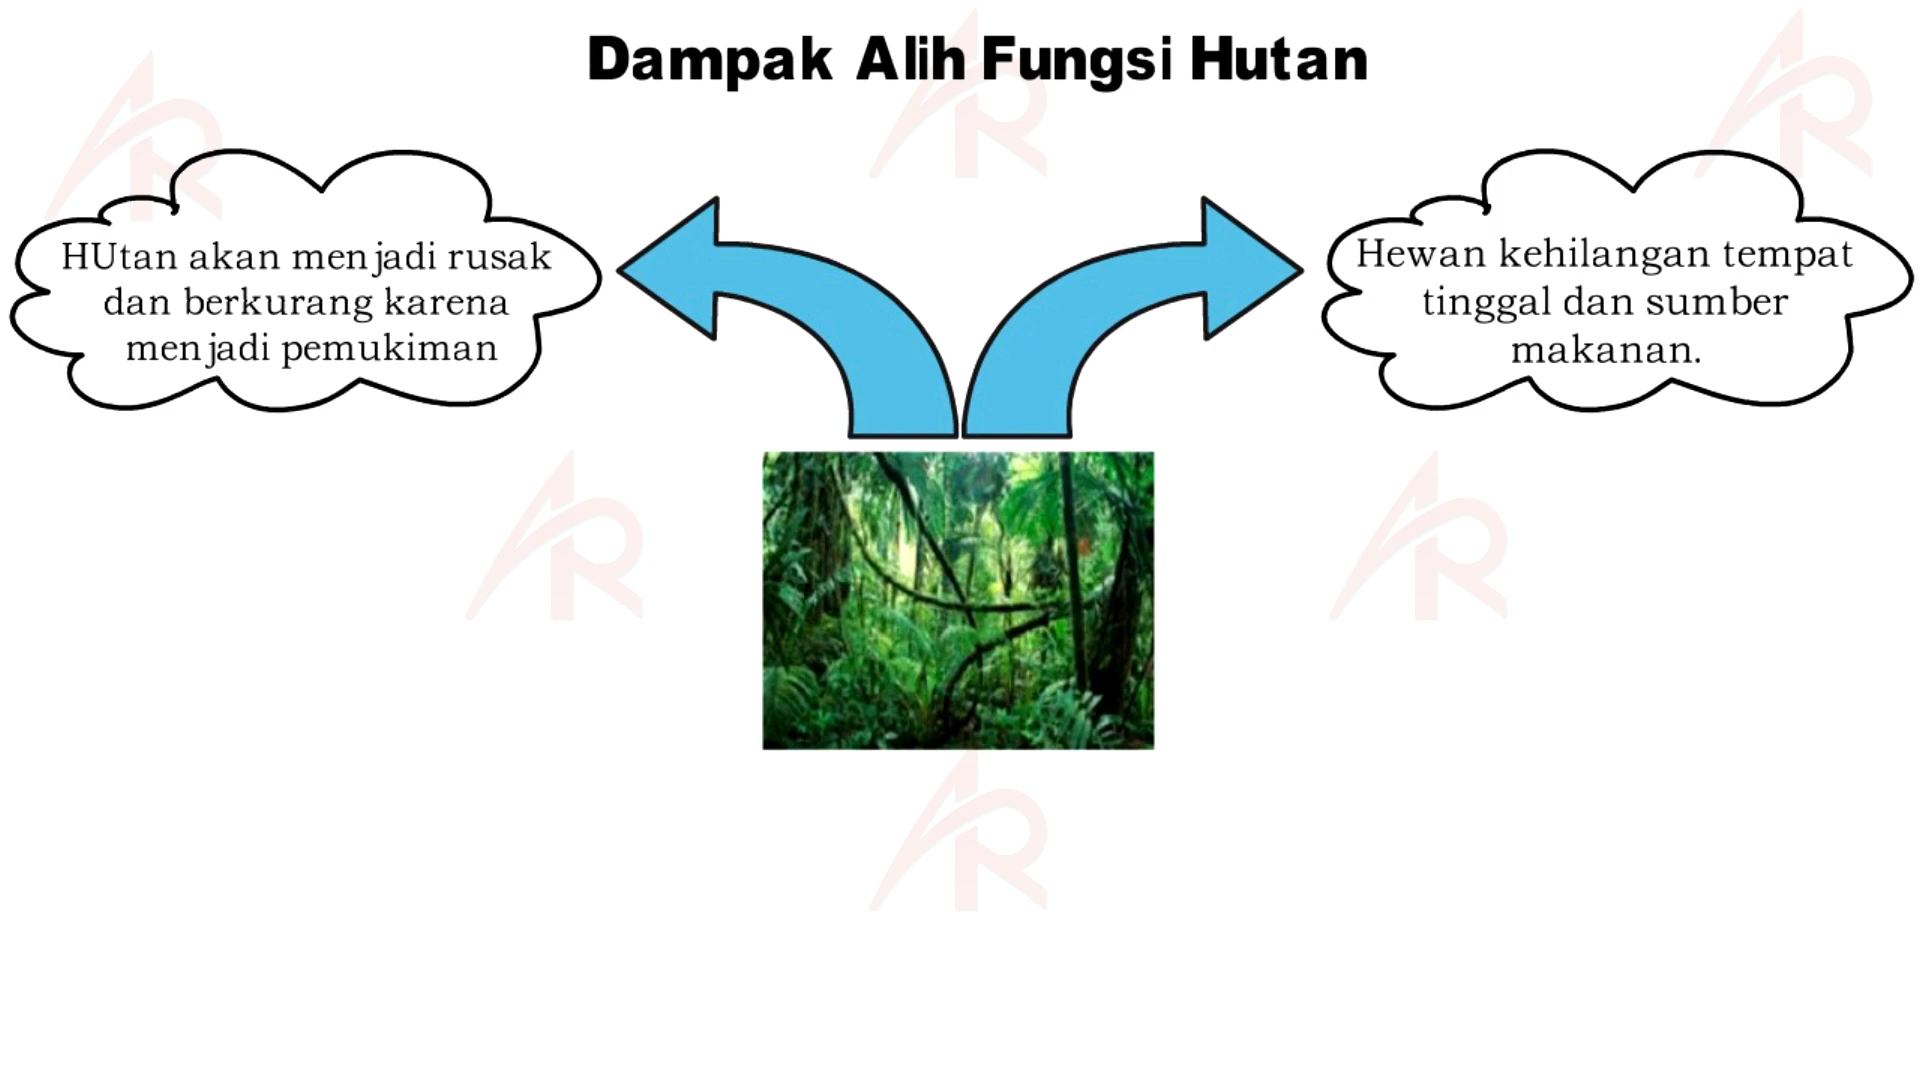 Dampak Alih Fungsi Hutan
HUtan akan menjadi rusak
dan berkurang karena
menjadi pemukiman
Hewan kehilangan tempat
tinggal dan sumber
makanan.